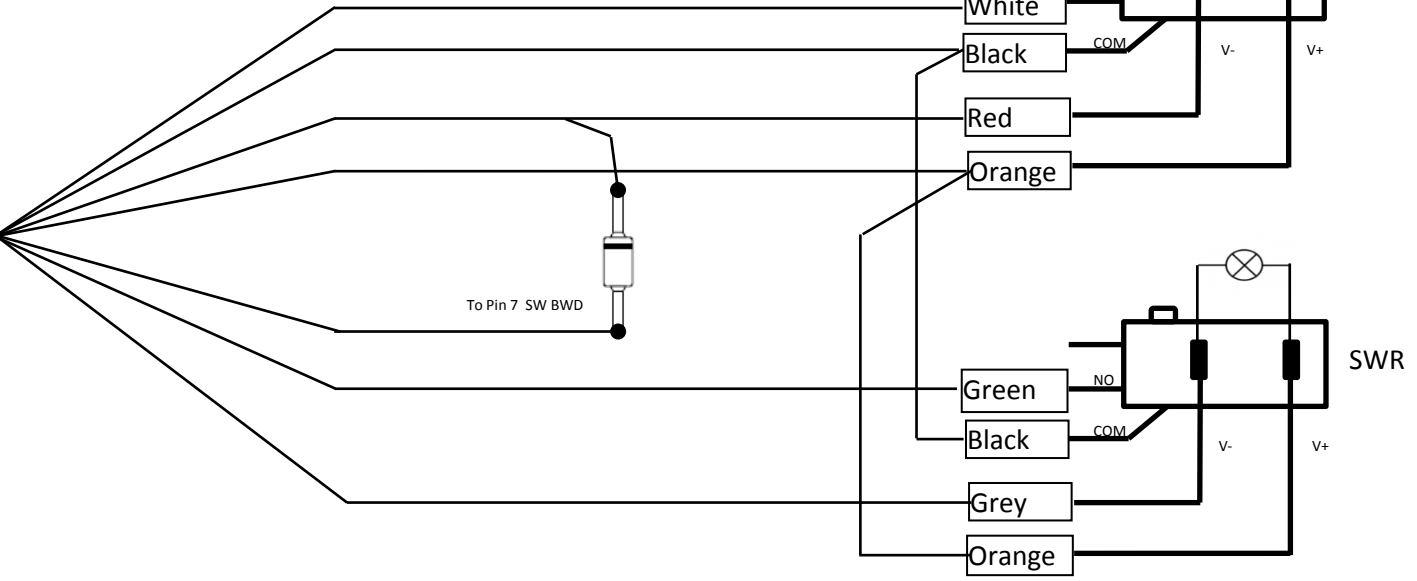 White
Black
COM
V-
V+
Red
Orange
To Pin 7 SW BWD
SWR
Green
NO
Black
COM
V-
V+
Grey
Orange